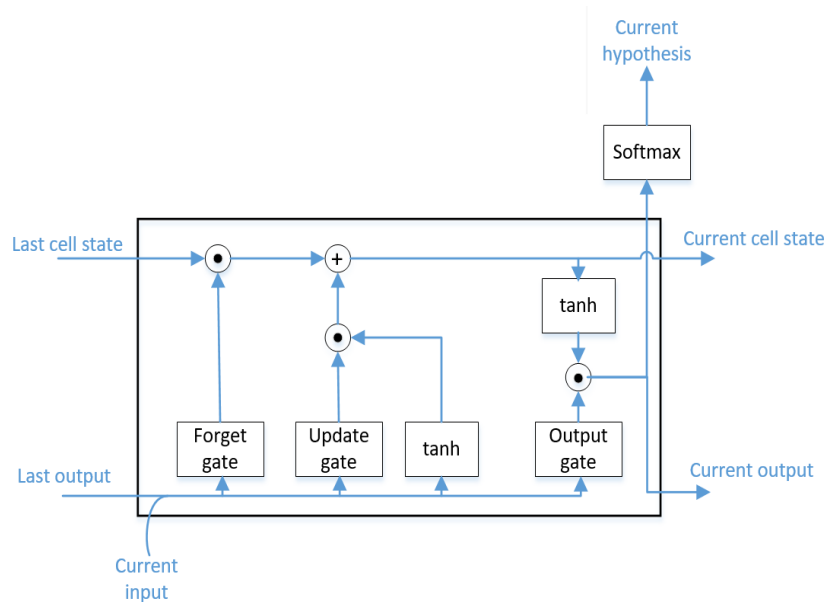 Current
hypothesis
Softmax
Last cell state
Current cell state
+
tanh
Forget
gate
Update
gate
tanh
Output
gate
Last output
Current output
Current
input